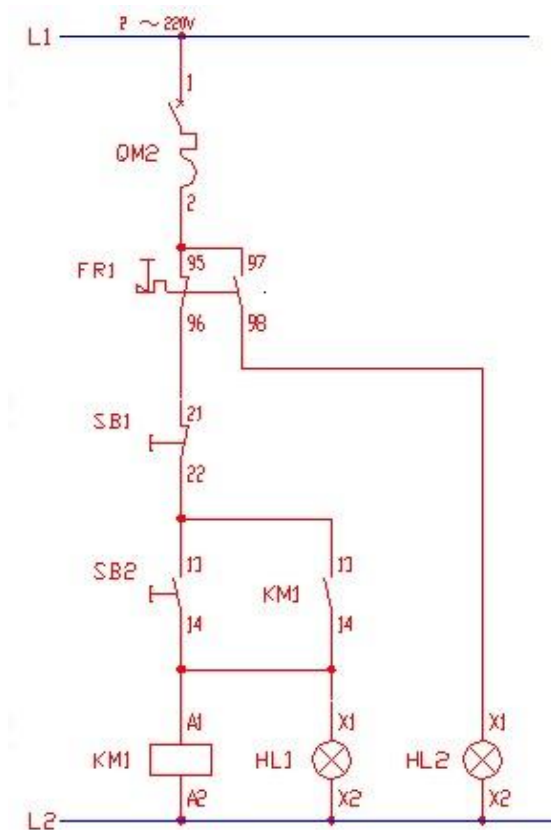 2 ~ 220V
L1
1
QM2
2
95 97
FR1
96 98
21
SB1
22
13 13
SB2 KM1
14 14
A1 X1 X1
KM1 HL1 HL2
A2 X2 X2
L2